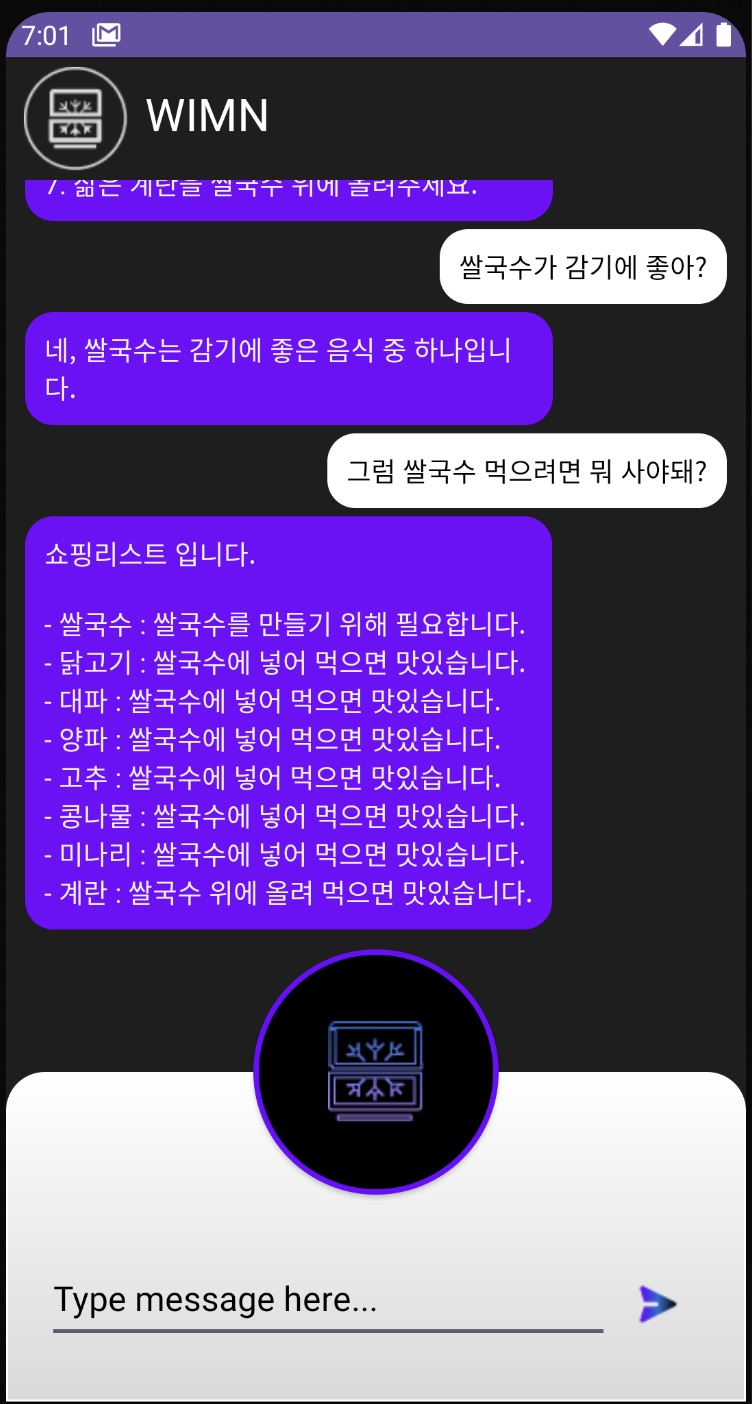 7:01
WIMN
7. 삶은 계란을 쌀국수 위에 올려주세요.
쌀국수가 감기에 좋아?
네, 쌀국수는 감기에 좋은 음식 중 하나입니
다.
그럼 쌀국수 먹으려면 뭐 사야돼?
쇼핑리스트 입니다.
- 쌀국수 : 쌀국수를 만들기 위해 필요합니다.
- 닭고기 : 쌀국수에 넣어 먹으면 맛있습니다.
- 대파 : 쌀국수에 넣어 먹으면 맛있습니다.
- 양파 : 쌀국수에 넣어 먹으면 맛있습니다.
- 고추 : 쌀국수에 넣어 먹으면 맛있습니다.
- 콩나물 : 쌀국수에 넣어 먹으면 맛있습니다.
- 미나리 : 쌀국수에 넣어 먹으면 맛있습니다.
- 계란 : 쌀국수 위에 올려 먹으면 맛있습니다.
Type message here...